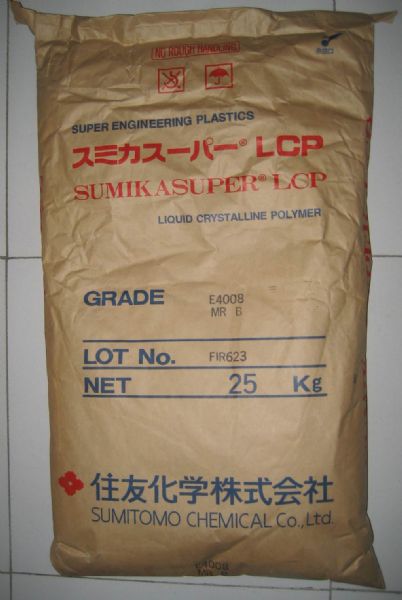 NO ROUGH HANDLING
SUPER ENGINEERING PLASTICS
スミカスーパー® LCP
SUMIKASUPER® LCP
LIQUID CRYSTALLINE POLYMER
GRADE E4008
MR B
LOT No. FIR623
NET 25 Kg
住友化学株式会社
SUMITOMO CHEMICAL Co., Ltd.
E4008
MR B